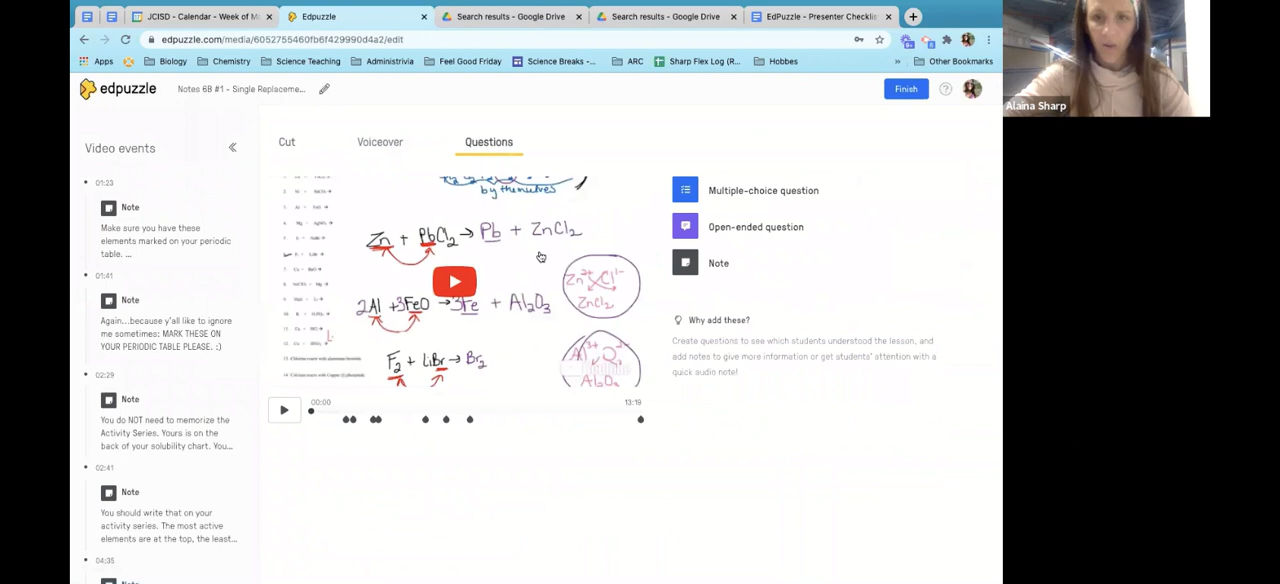 JCISD - Calendar - Week of M
Edpuzzle
Search results - Google Drive
Search results - Google Drive
EdPuzzle - Presenter Checklis
edpuzzle.com/media/6052755460fb6f429990d4a2/edit
Apps
Biology
Chemistry
Science Teaching
Administrivia
Feel Good Friday
Science Breaks -...
ARC
Sharp Flex Log (R...
Hobbes
»
Other Bookmarks
edpuzzle
Notes 6B #1 - Single Replaceme...
Finish
Alaina Sharp
Video events
Cut
Voiceover
Questions
01:23
Note
Make sure you have these
elements marked on your periodic
table. ...
01:41
Note
Again...because y'all like to ignore
me sometimes: MARK THESE ON
YOUR PERIODIC TABLE PLEASE. :)
02:29
Note
You do NOT need to memorize the
Activity Series. Yours is on the
back of your solubility chart. You...
02:41
Note
You should write that on your
activity series. The most active
elements are at the top, the least...
04:35
by themselves
Zn + PbCl2 → Pb + ZnCl2
Zn2+ Cl1-
ZnCl2
2Al + 3FeO → 3Fe + Al2O3
Al3+ O2-
Al2O3
F2 + LiBr → Br2
00:00
13:19
Multiple-choice question
Open-ended question
Note
Why add these?
Create questions to see which students understood the lesson, and
add notes to give more information or get students' attention with a
quick audio note!